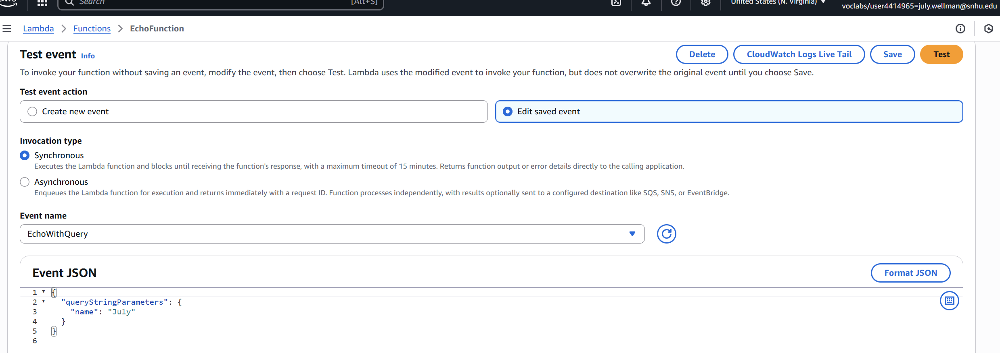 aws
Search
[Alt+S]
United States (N. Virginia)
voclabs/user4414965=july.wellman@snhu.edu
Lambda
Functions
EchoFunction
Test event Info
Delete
CloudWatch Logs Live Tail
Save
Test
To invoke your function without saving an event, modify the event, then choose Test. Lambda uses the modified event to invoke your function, but does not overwrite the original event until you choose Save.
Test event action
Create new event
Edit saved event
Invocation type
Synchronous
Executes the Lambda function and blocks until receiving the function's response, with a maximum timeout of 15 minutes. Returns function output or error details directly to the calling application.
Asynchronous
Enqueues the Lambda function for execution and returns immediately with a request ID. Function processes independently, with results optionally sent to a configured destination like SQS, SNS, or EventBridge.
Event name
EchoWithQuery
Event JSON
Format JSON
1 {
2 "queryStringParameters": {
3 "name": "July"
4 }
5 }
6